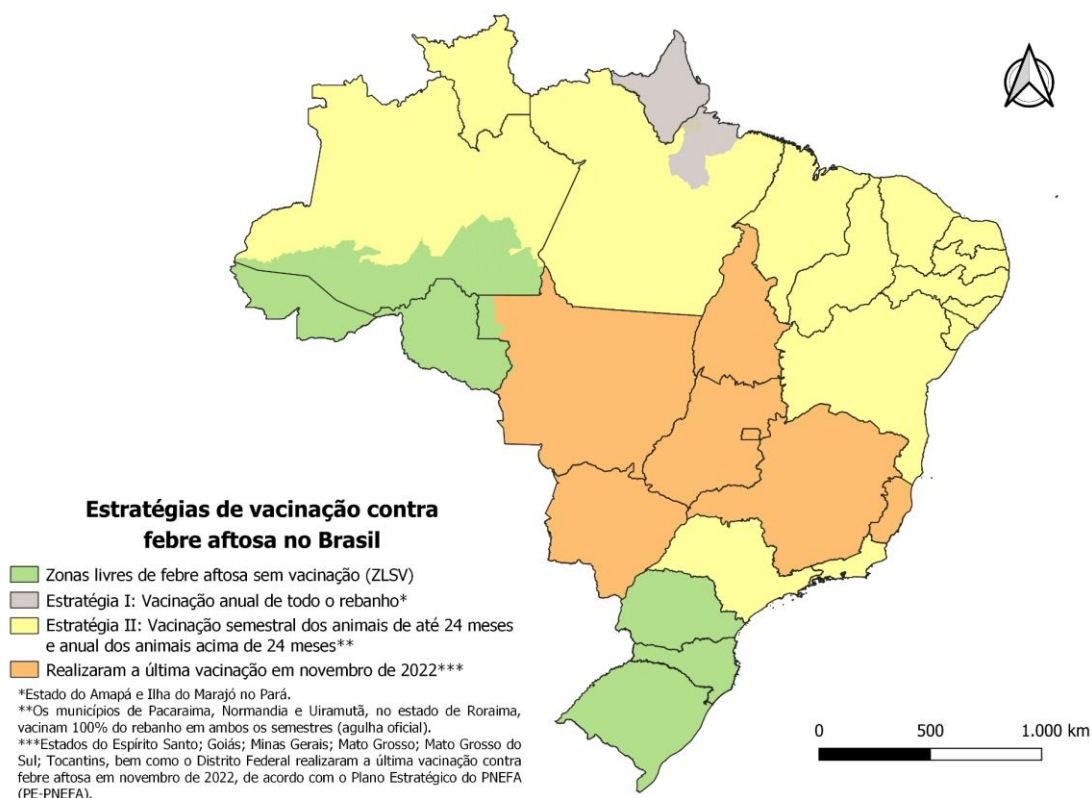 Estratégias de vacinação contra
febre aftosa no Brasil
Zonas livres de febre aftosa sem vacinação (ZLSV)
Estratégia I: Vacinação anual de todo o rebanho*
Estratégia II: Vacinação semestral dos animais de até 24 meses
e anual dos animais acima de 24 meses**
Realizaram a última vacinação em novembro de 2022***
*Estado do Amapá e Ilha do Marajó no Pará.
**Os municípios de Pacaraima, Normandia e Uiramutã, no estado de Roraima,
vacinam 100% do rebanho em ambos os semestres (agulha oficial).
***Estados do Espírito Santo; Goiás; Minas Gerais; Mato Grosso; Mato Grosso do
Sul; Tocantins, bem como o Distrito Federal realizaram a última vacinação contra
febre aftosa em novembro de 2022, de acordo com o Plano Estratégico do PNEFA
(PE-PNEFA).
0 500 1.000 km